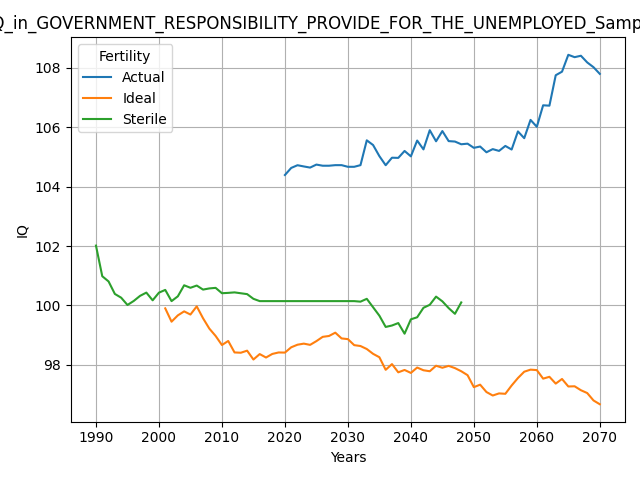 Q_in_GOVERNMENT_RESPONSIBILITY_PROVIDE_FOR_THE_UNEMPLOYED_Samp
Fertility
Actual
Ideal
Sterile
108
106
104
102
100
98
IQ
1990 2000 2010 2020 2030 2040 2050 2060 2070
Years